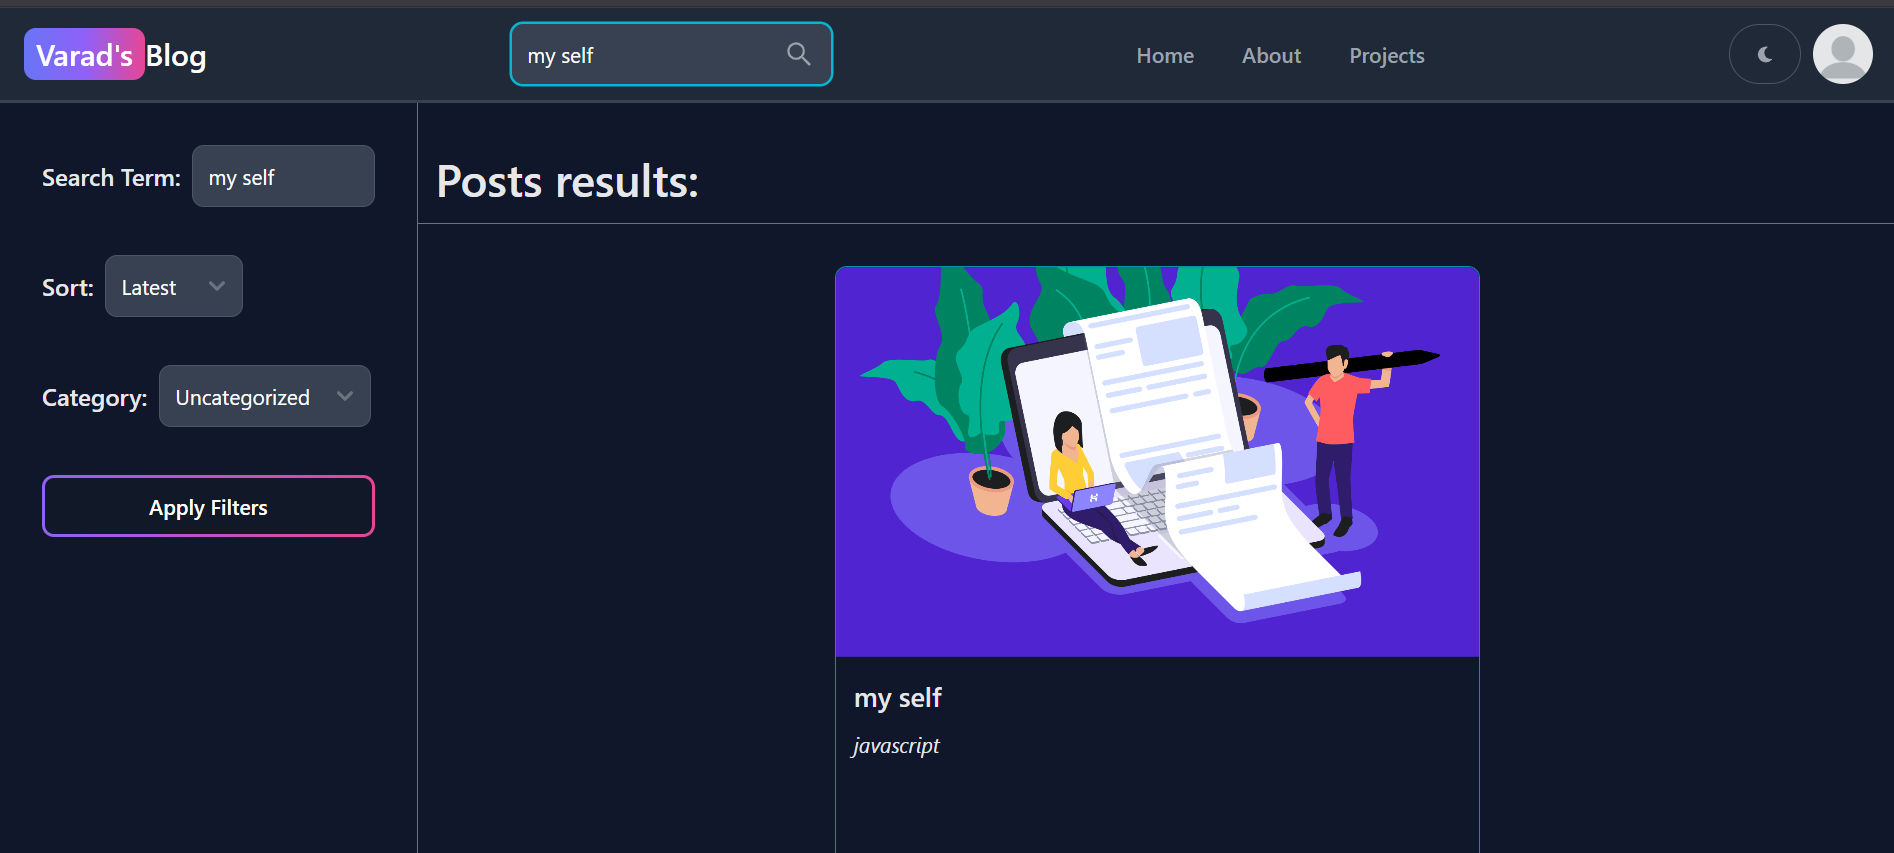 Varad's Blog
my self
Home About Projects
Search Term: my self
Sort: Latest
Category: Uncategorized
Apply Filters
Posts results:
my self
javascript